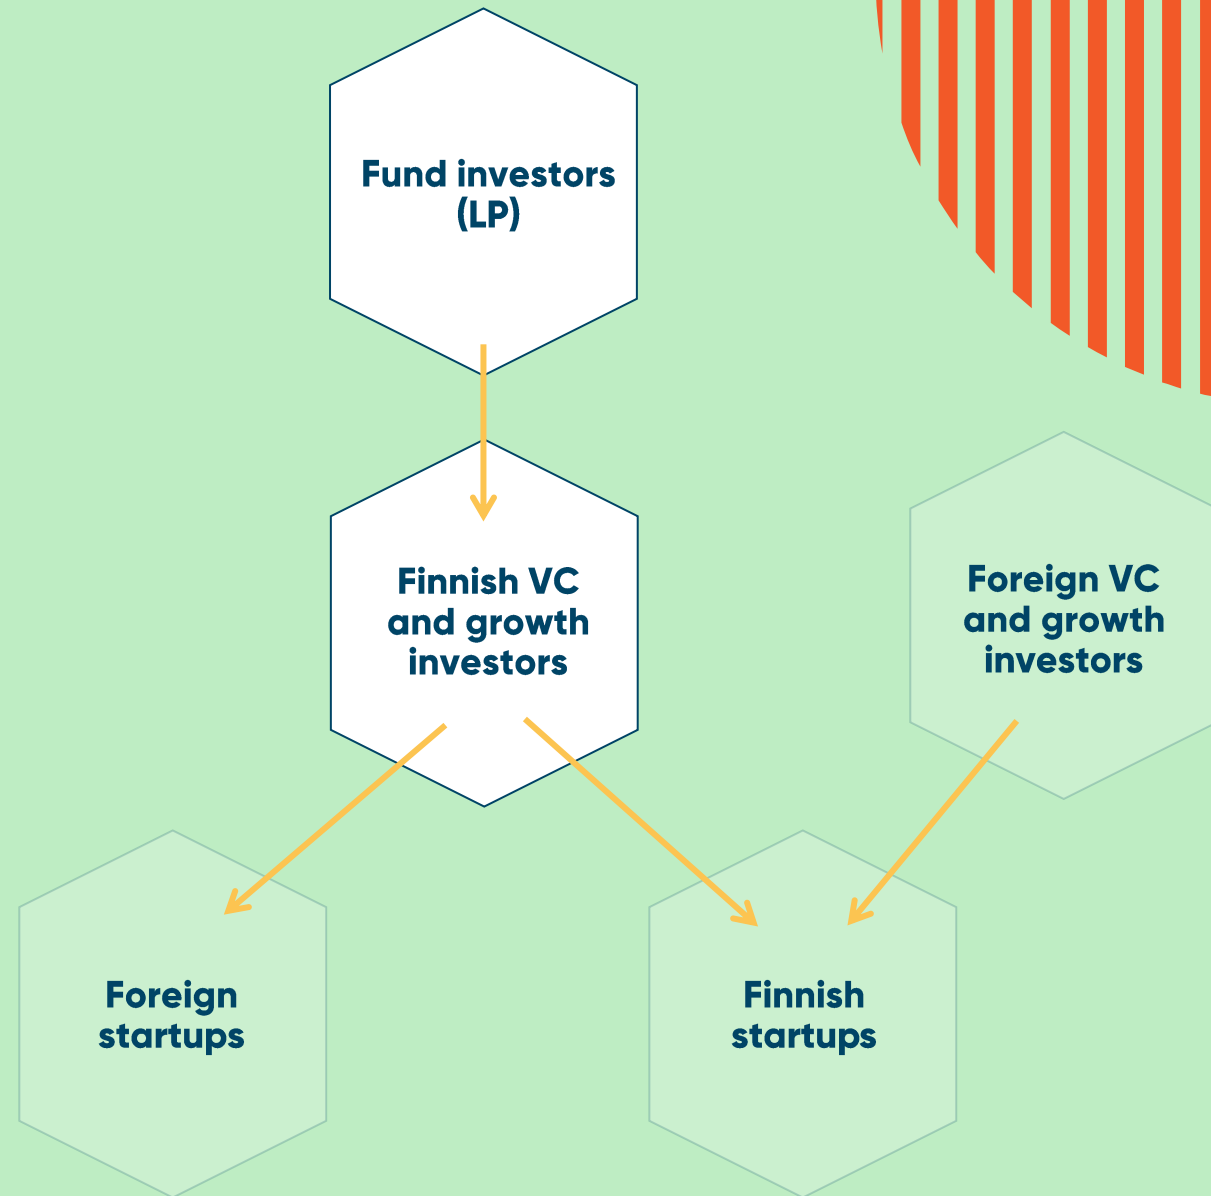 Fund investors
(LP)
Finnish VC
and growth
investors
Foreign VC
and growth
investors
Foreign
startups
Finnish
startups